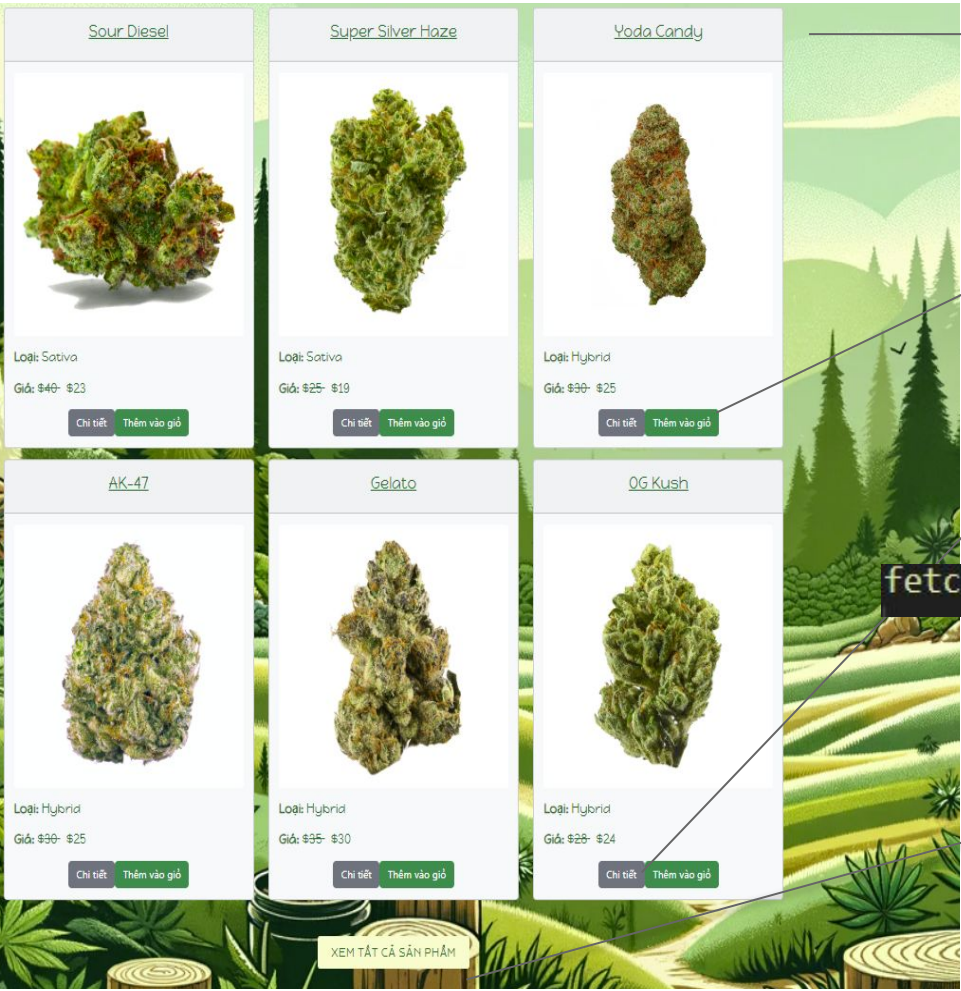 Sour Diesel
Super Silver Haze
Yoda Candy
Loại: Sativa
Giá: $40 $23
Chi tiết
Thêm vào giỏ
Loại: Sativa
Giá: $25 $19
Chi tiết
Thêm vào giỏ
Loại: Hybrid
Giá: $30 $25
Chi tiết
Thêm vào giỏ
AK-47
Gelato
OG Kush
Loại: Hybrid
Giá: $30 $25
Chi tiết
Thêm vào giỏ
Loại: Hybrid
Giá: $35 $30
Chi tiết
Thêm vào giỏ
Loại: Hybrid
Giá: $28 $24
Chi tiết
Thêm vào giỏ
fetc
XEM TẤT CẢ SẢN PHẨM